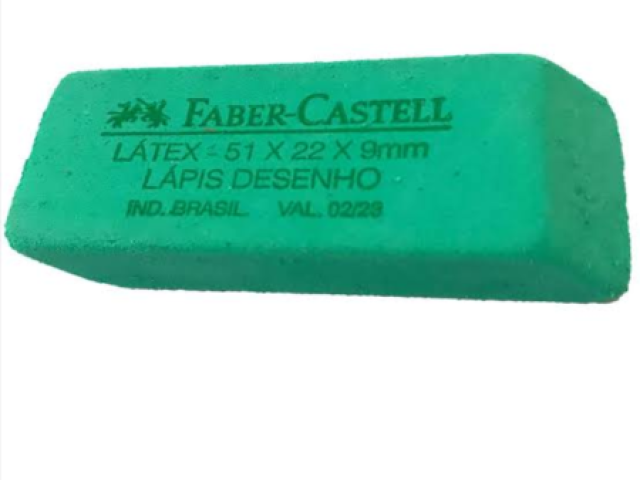 FABER-CASTELL
LÁTEX - 51 X 22 X 9mm
LÁPIS DESENHO
IND. BRASIL. VAL. 02/28